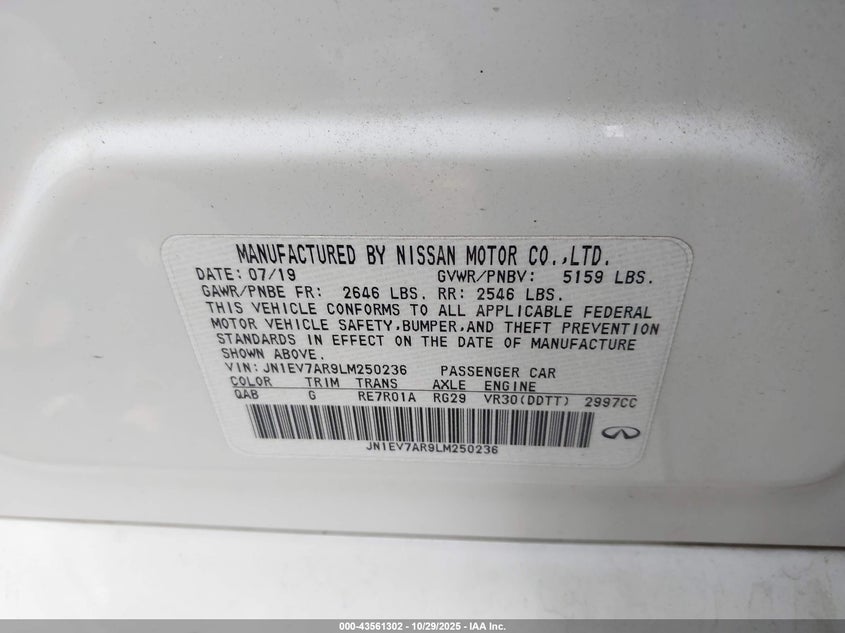 MANUFACTURED BY NISSAN MOTOR CO.,LTD.
DATE: 07/19 GVWR/PNBV: 5159 LBS.
GAWR/PNBE FR: 2646 LBS. RR: 2546 LBS.
THIS VEHICLE CONFORMS TO ALL APPLICABLE FEDERAL
MOTOR VEHICLE SAFETY,BUMPER,AND THEFT PREVENTION
STANDARDS IN EFFECT ON THE DATE OF MANUFACTURE
SHOWN ABOVE.
VIN: JN1EV7AR9LM250236 PASSENGER CAR
COLOR TRIM TRANS AXLE ENGINE
QAB G RE7R01A RG29 VR30(DDTT) 2997CC
JN1EV7AR9LM250236
000-43561302 - 10/29/2025 - IAA Inc.